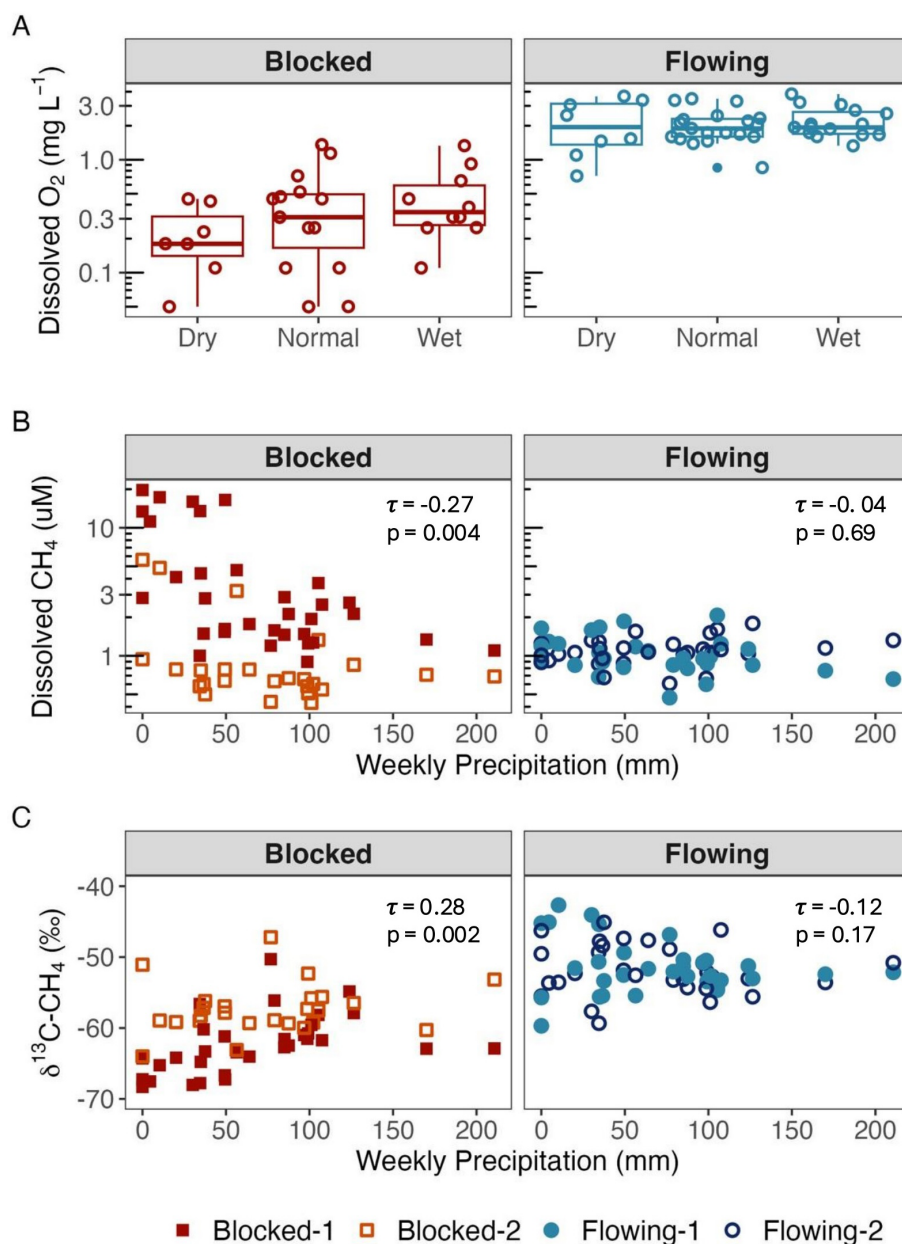 A
Blocked
Flowing
Dissolved O₂ (mg L⁻¹)
3.0
1.0
0.3
0.1
Dry
Normal
Wet
Dry
Normal
Wet
B
Blocked
Flowing
Dissolved CH₄ (uM)
10
3
1
τ = -0.27
p = 0.004
τ = -0. 04
p = 0.69
0 50 100 150 200
0 50 100 150 200
Weekly Precipitation (mm)
C
Blocked
Flowing
δ¹³C-CH₄ (‰)
-40
-50
-60
-70
τ = 0.28
p = 0.002
τ = -0.12
p = 0.17
0 50 100 150 200
0 50 100 150 200
Weekly Precipitation (mm)
Blocked-1 Blocked-2 Flowing-1 Flowing-2